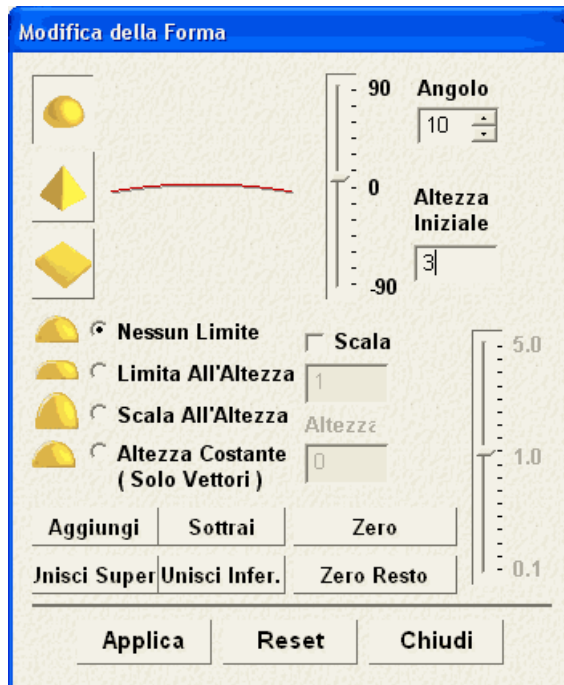 Modifica della Forma
90
0
-90
Angolo
10
Altezza
Iniziale
3
Nessun Limite
Limita All'Altezza
Scala All'Altezza
Altezza Costante
( Solo Vettori )
Scala
1
Altezza
0
5.0
1.0
0.1
Aggiungi
Sottrai
Zero
Jnisci Super
Unisci Infer.
Zero Resto
Applica
Reset
Chiudi